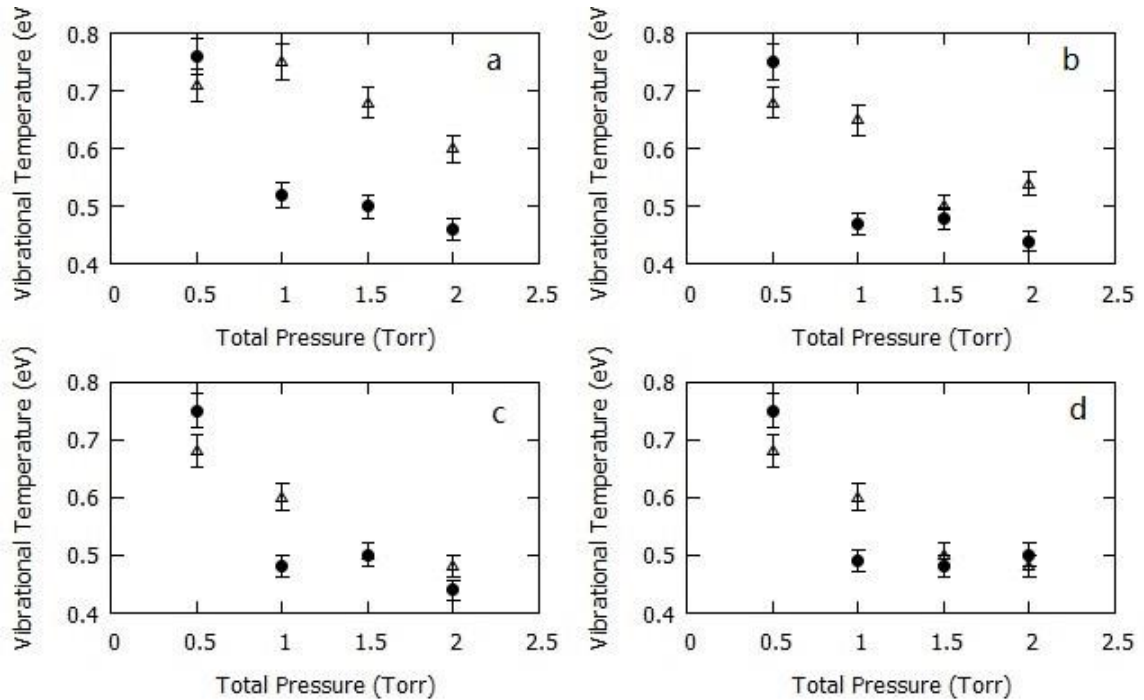 Vibrational Temperature (eV
0.8
0.7
0.6
0.5
0.4
a
0 0.5 1 1.5 2 2.5
Total Pressure (Torr)
Vibrational Temperature (eV
0.8
0.7
0.6
0.5
0.4
b
0 0.5 1 1.5 2 2.5
Total Pressure (Torr)
Vibrational Temperature (eV)
0.8
0.7
0.6
0.5
0.4
c
0 0.5 1 1.5 2 2.5
Total Pressure (Torr)
Vibrational Temperature (eV)
0.8
0.7
0.6
0.5
0.4
d
0 0.5 1 1.5 2 2.5
Total Pressure (Torr)